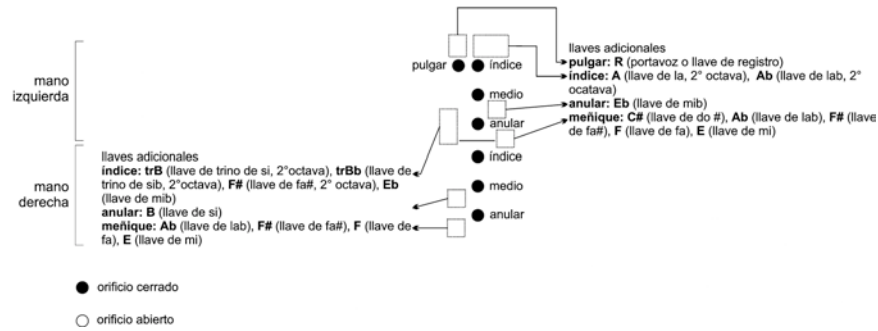 llaves adicionales
pulgar: R (portavoz o llave de registro)
índice: A (llave de la, 2° octava), Ab (llave de lab, 2°
ocatava)
anular: Eb (llave de mib)
meñique: C# (llave de do #), Ab (llave de lab), F# (llave
de fa#), F (llave de fa), E (llave de mi)
mano
izquierda
pulgar
índice
medio
anular
índice
medio
anular
mano
derecha
llaves adicionales
índice: trB (llave de trino de si, 2°octava), trBb (llave de
trino de sib, 2°octava), F# (llave de fa#, 2° octava), Eb
(llave de mib)
anular: B (llave de si)
meñique: Ab (llave de lab), F# (llave de fa#), F (llave de
fa), E (llave de mi)
orificio cerrado
orificio abierto